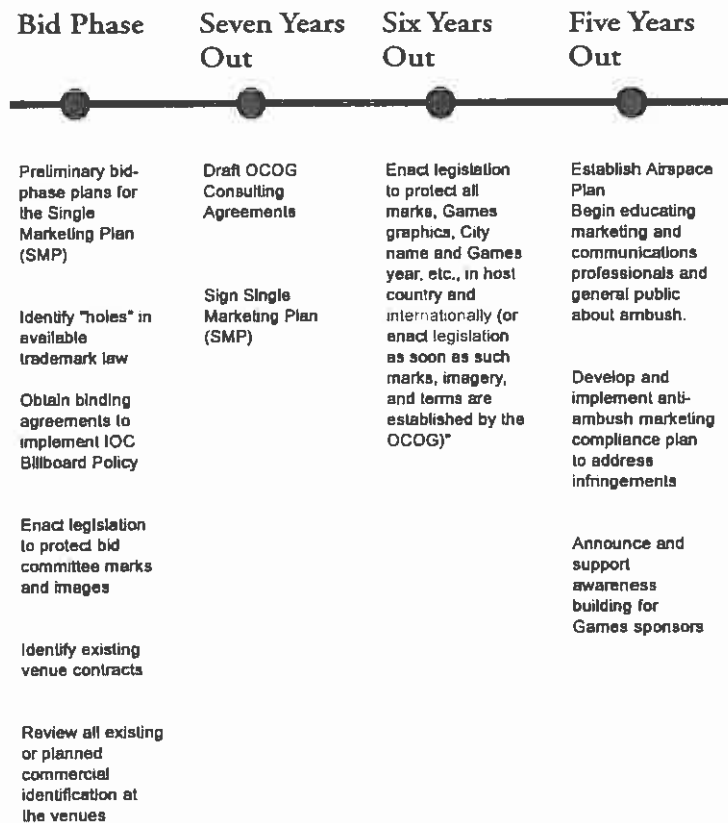 Bid Phase
Seven Years
Out
Six Years
Out
Five Years
Out
Preliminary bid-
phase plans for
the Single
Marketing Plan
(SMP)
Identify "holes" in
available
trademark law
Obtain binding
agreements to
implement IOC
Billboard Policy
Enact legislation
to protect bid
committee marks
and images
Identify existing
venue contracts
Review all existing
or planned
commercial
identification at
the venues
Draft OCOG
Consulting
Agreements
Sign Single
Marketing Plan
(SMP)
Enact legislation
to protect all
marks, Games
graphics, City
name and Games
year, etc., in host
country and
internationally (or
enact legislation
as soon as such
marks, imagery,
and terms are
established by the
OCOG)*
Establish Airspace
Plan
Begin educating
marketing and
communications
professionals and
general public
about ambush.
Develop and
implement anti-
ambush marketing
compliance plan
to address
infringements
Announce and
support
awareness
building for
Games sponsors